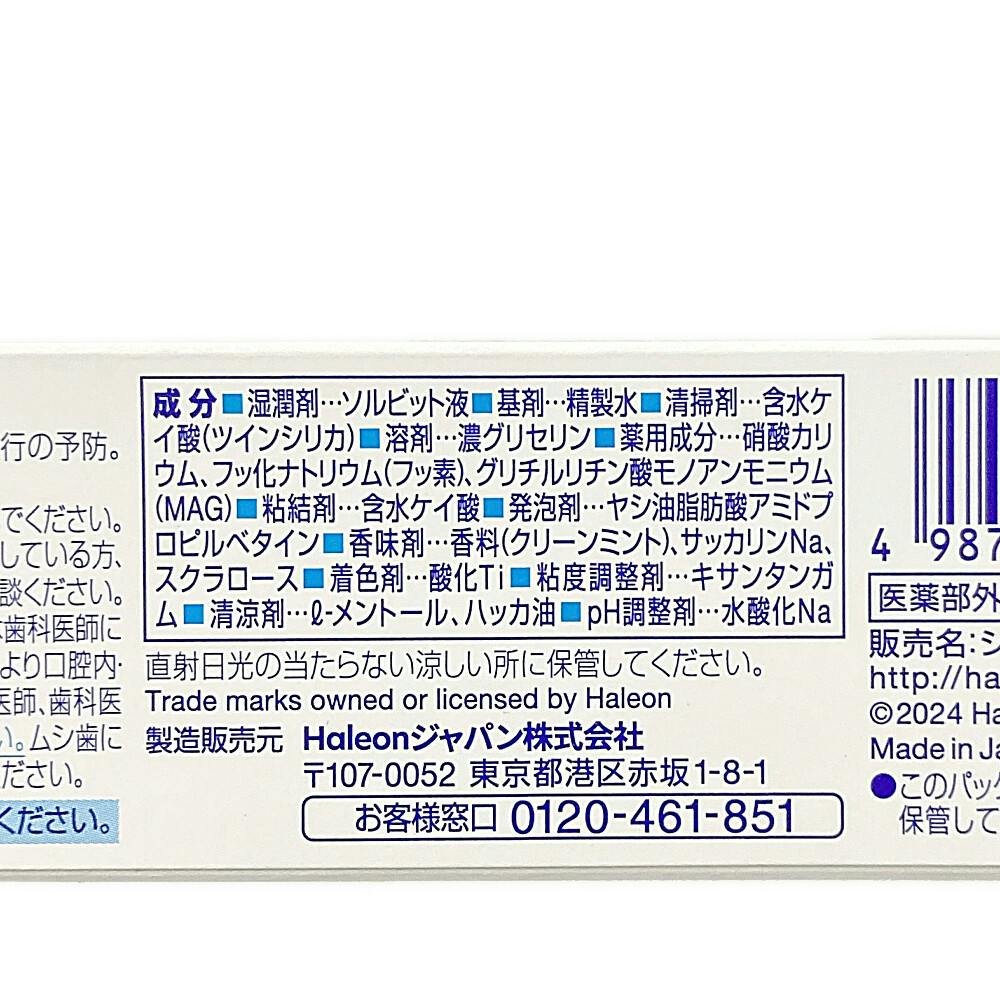 行の予防。
でください。
している方、
談ください。
歯科医師に
より口腔内・
医師、歯科医
い。ムシ歯に
ださい。
ください。
成分■湿潤剤…ソルビット液■基剤…精製水■清掃剤…含水ケ
イ酸(ツインシリカ)■溶剤…濃グリセリン■薬用成分…硝酸カリ
ウム、フッ化ナトリウム(フッ素)、グリチルリチン酸モノアンモニウム
(MAG)■粘結剤…含水ケイ酸■発泡剤…ヤシ油脂肪酸アミドプ
ロピルベタイン■香味剤…香料(クリーンミント)、サッカリンNa、
スクラロース■着色剤…酸化Ti■粘度調整剤…キサンタンガ
ム■清涼剤…ℓ-メントール、ハッカ油■pH調整剤…水酸化Na
直射日光の当たらない涼しい所に保管してください。
Trade marks owned or licensed by Haleon
製造販売元 Haleonジャパン株式会社
〒107-0052 東京都港区赤坂1-8-1
お客様窓口 0120-461-851
4 987
医薬部外
販売名:シ
http://ha
©2024 Ha
Made in Ja
●このパッケ
保管して